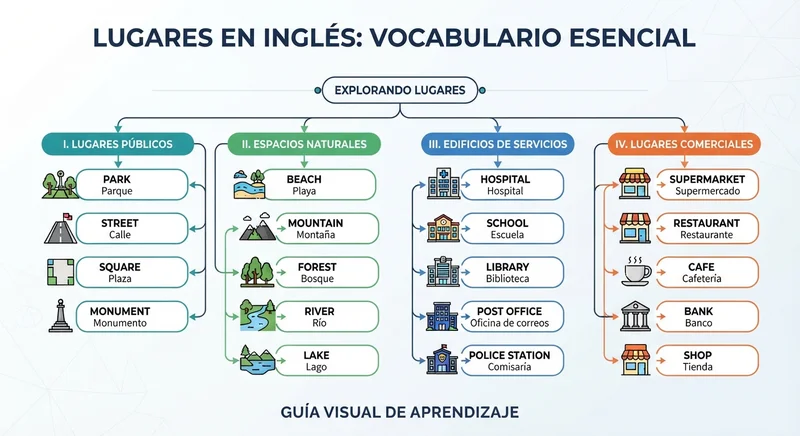 LUGARES EN INGLÉS: VOCABULARIO ESENCIAL
EXPLORANDO LUGARES
I. LUGARES PÚBLICOS
PARK
Parque
STREET
Calle
SQUARE
Plaza
MONUMENT
Monumento
II. ESPACIOS NATURALES
BEACH
Playa
MOUNTAIN
Montaña
FOREST
Bosque
RIVER
Río
LAKE
Lago
III. EDIFICIOS DE SERVICIOS
HOSPITAL
Hospital
SCHOOL
Escuela
LIBRARY
Biblioteca
POST OFFICE
Oficina de correos
POLICE STATION
Comisaría
IV. LUGARES COMERCIALES
SUPERMARKET
Supermercado
RESTAURANT
Restaurante
CAFE
Cafetería
BANK
Banco
SHOP
Tienda
GUÍA VISUAL DE APRENDIZAJE